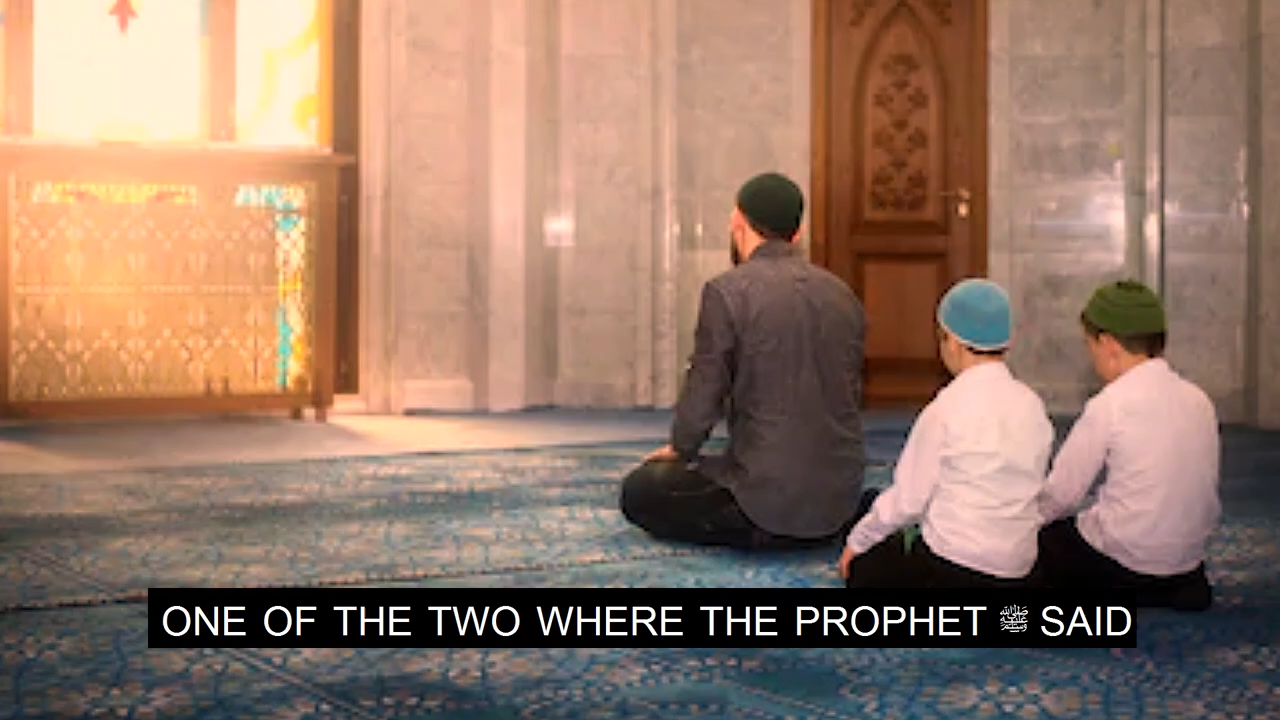 ONE OF THE TWO WHERE THE PROPHET ﷺ SAID